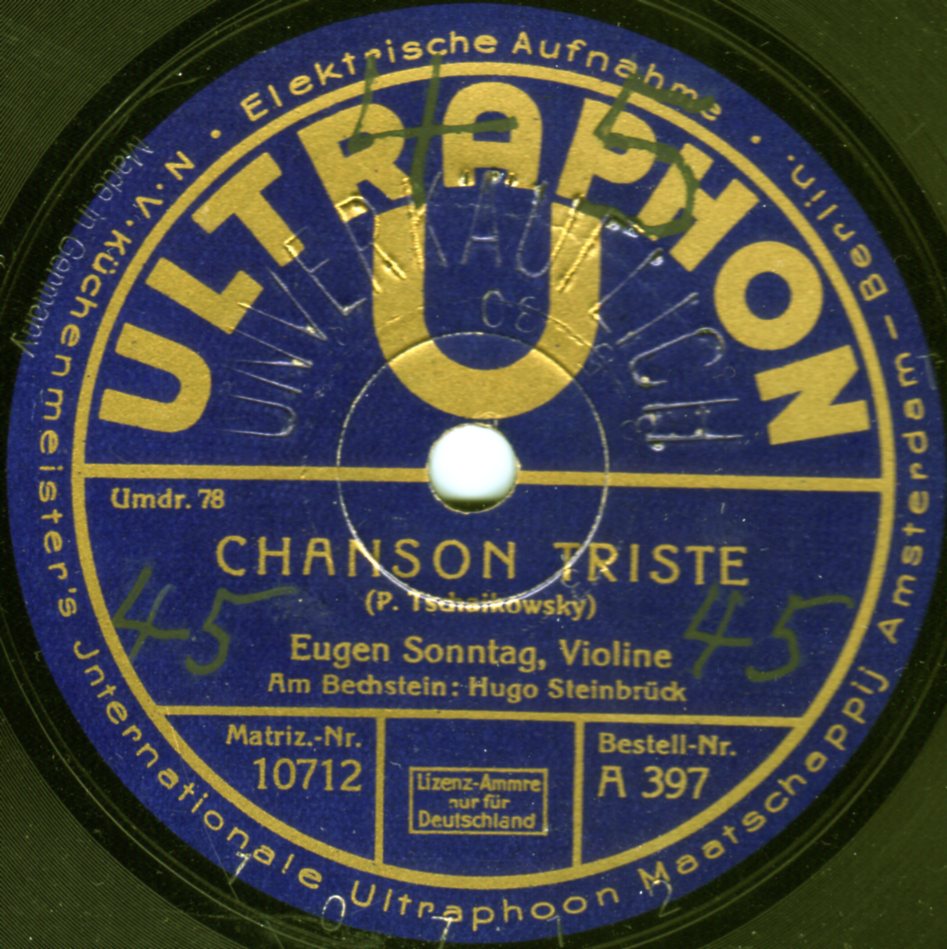 N.V. Küchenmeister's Jnternationale Ultraphoon Maatschappij Amsterdam – Berlin. • Elektrische Aufnahme •
Made in Germany
ULTRAPHON
U
45
UNVERKÄUFLICH
Umdr. 78
CHANSON TRISTE
(P. Tschaikowsky)
45
Eugen Sonntag, Violine
45
Am Bechstein: Hugo Steinbrück
Matriz.-Nr.
10712
Lizenz-Ammre
nur für
Deutschland
Bestell-Nr.
A 397
10712